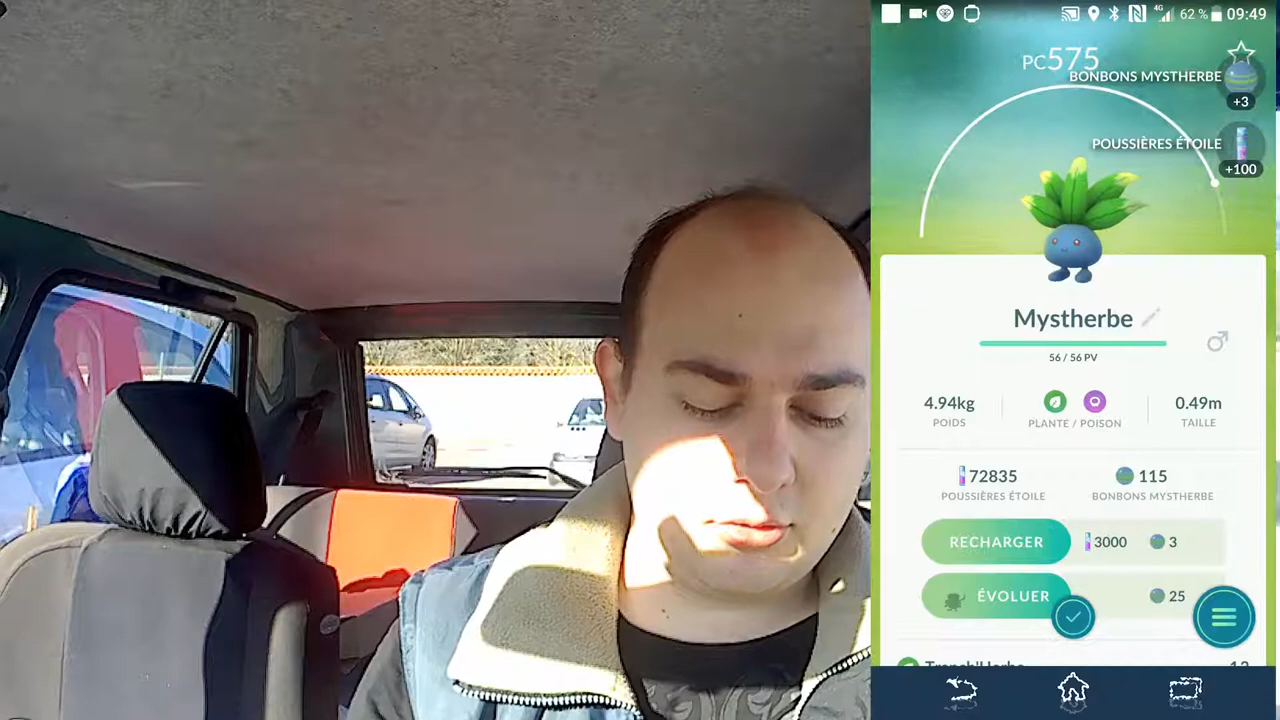 4G 62 % 09:49
PC575
BONBONS MYSTHERBE
+3
POUSSIÈRES ÉTOILE
+100
Mystherbe
56 / 56 PV
4.94kg
POIDS
PLANTE / POISON
0.49m
TAILLE
72835
POUSSIÈRES ÉTOILE
115
BONBONS MYSTHERBE
RECHARGER 3000 3
ÉVOLUER 25